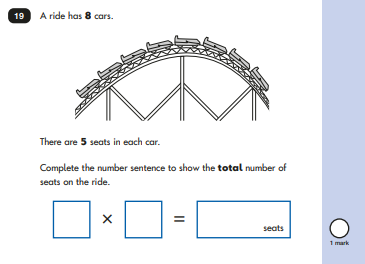 19 A ride has 8 cars.
There are 5 seats in each car.
Complete the number sentence to show the total number of
seats on the ride.
× =
seats
1 mark